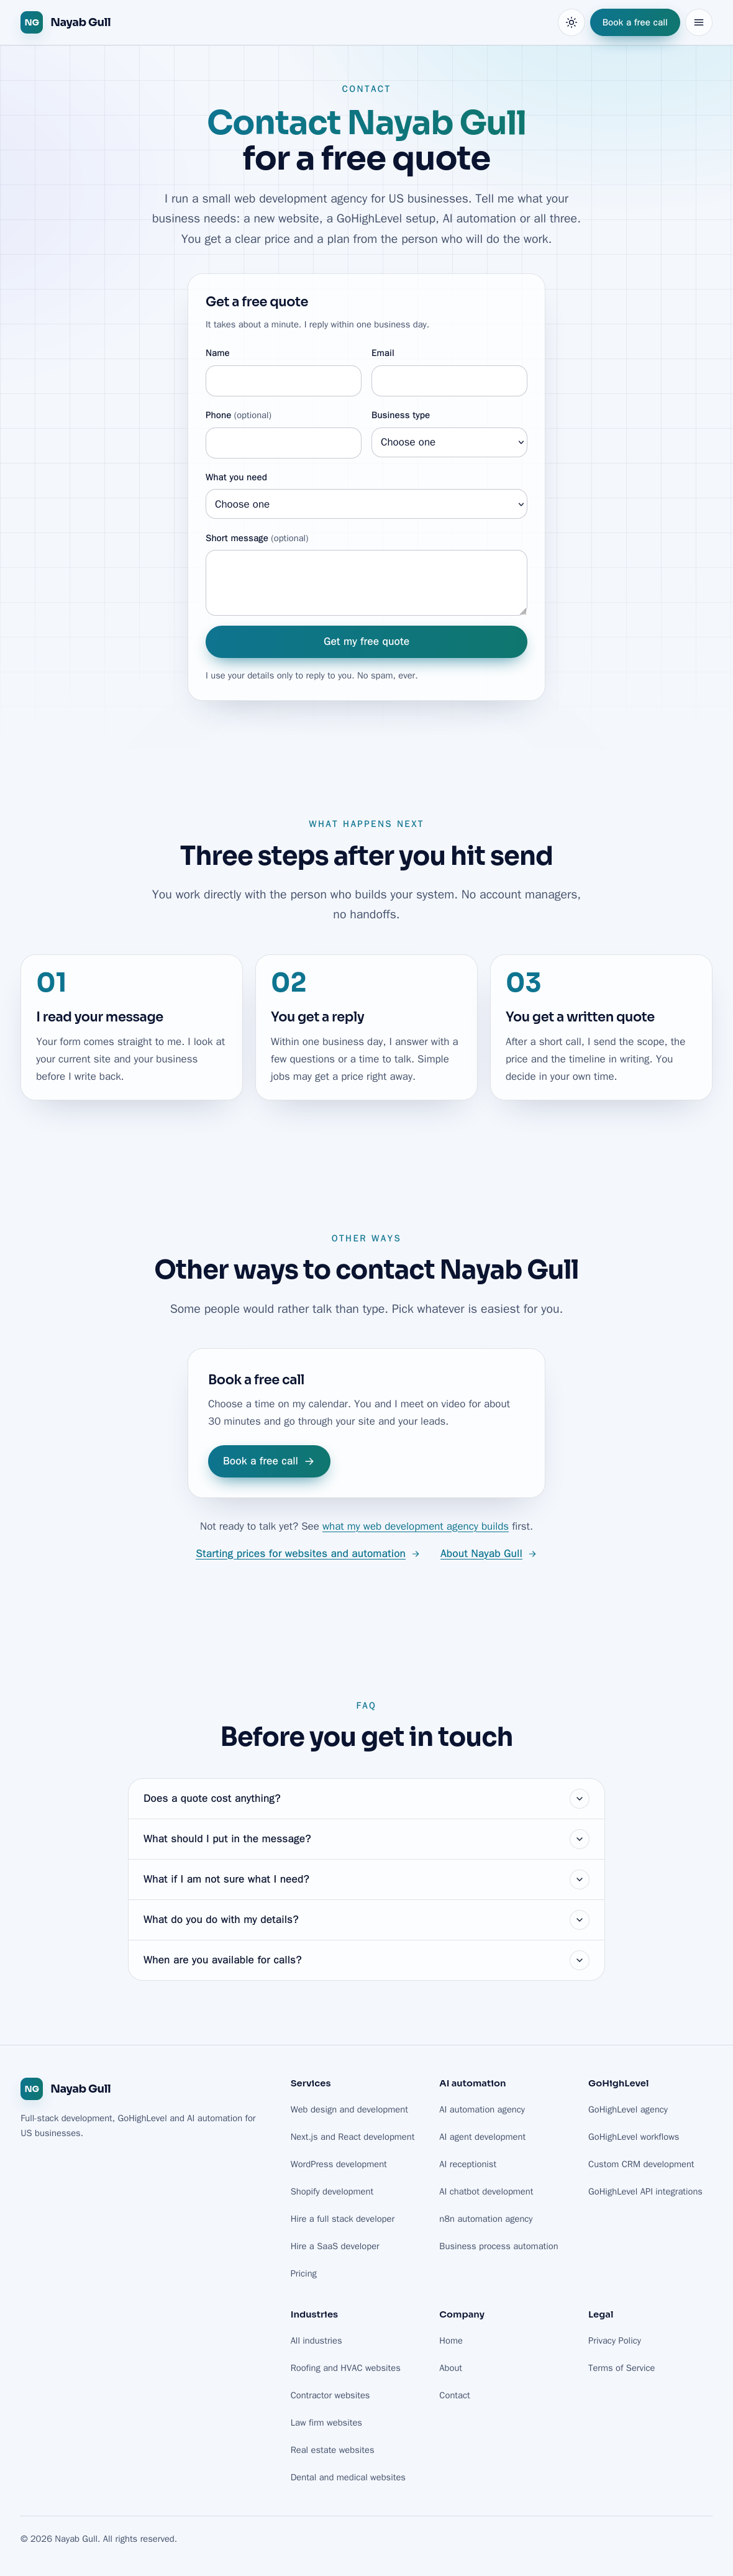 NG Nayab Gull
Book a free call
CONTACT
Contact Nayab Gull
for a free quote
I run a small web development agency for US businesses. Tell me what your
business needs: a new website, a GoHighLevel setup, AI automation or all three.
You get a clear price and a plan from the person who will do the work.
Get a free quote
It takes about a minute. I reply within one business day.
Name
Email
Phone (optional)
Business type
Choose one
What you need
Choose one
Short message (optional)
Get my free quote
I use your details only to reply to you. No spam, ever.
WHAT HAPPENS NEXT
Three steps after you hit send
You work directly with the person who builds your system. No account managers,
no handoffs.
01
I read your message
Your form comes straight to me. I look at
your current site and your business
before I write back.
02
You get a reply
Within one business day, I answer with a
few questions or a time to talk. Simple
jobs may get a price right away.
03
You get a written quote
After a short call, I send the scope, the
price and the timeline in writing. You
decide in your own time.
OTHER WAYS
Other ways to contact Nayab Gull
Some people would rather talk than type. Pick whatever is easiest for you.
Book a free call
Choose a time on my calendar. You and I meet on video for about
30 minutes and go through your site and your leads.
Book a free call →
Not ready to talk yet? See what my web development agency builds first.
Starting prices for websites and automation →
About Nayab Gull →
FAQ
Before you get in touch
Does a quote cost anything?
What should I put in the message?
What if I am not sure what I need?
What do you do with my details?
When are you available for calls?
NG Nayab Gull
Full-stack development, GoHighLevel and AI automation for
US businesses.
Services
Web design and development
Next.js and React development
WordPress development
Shopify development
Hire a full stack developer
Hire a SaaS developer
Pricing
AI automation
AI automation agency
AI agent development
AI receptionist
AI chatbot development
n8n automation agency
Business process automation
GoHighLevel
GoHighLevel agency
GoHighLevel workflows
Custom CRM development
GoHighLevel API integrations
Industries
All industries
Roofing and HVAC websites
Contractor websites
Law firm websites
Real estate websites
Dental and medical websites
Company
Home
About
Contact
Legal
Privacy Policy
Terms of Service
© 2026 Nayab Gull. All rights reserved.